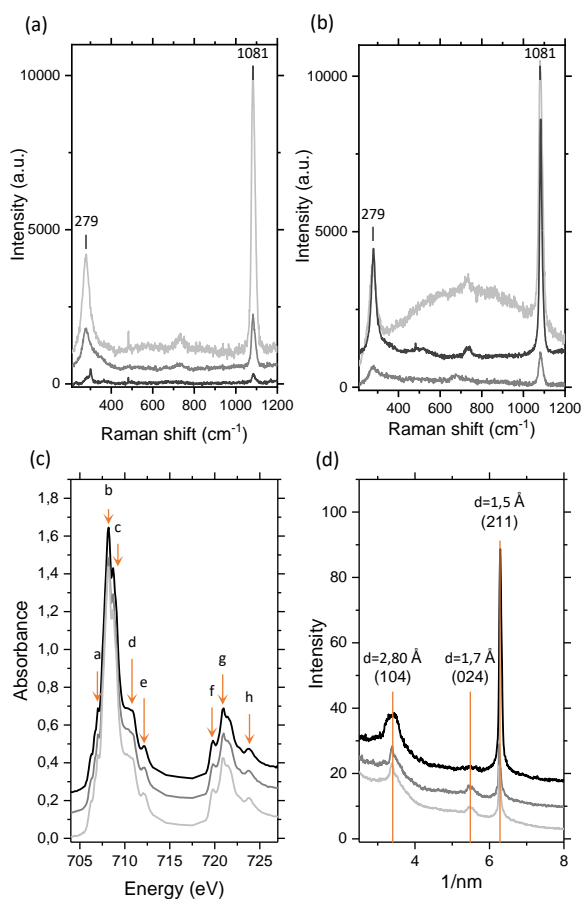 (a)
1081
279
10000
5000
0
Intensity (a.u.)
400 600 800 1000 1200
Raman shift (cm⁻¹)
(b)
1081
279
10000
5000
0
Intensity (a.u.)
400 600 800 1000 1200
Raman shift (cm⁻¹)
(c)
b
c
a
d
e
f
g
h
1,8
1,6
1,4
1,2
1,0
0,8
0,6
0,4
0,2
0,0
Absorbance
705 710 715 720 725
Energy (eV)
(d)
d=1,5 Å
(211)
d=2,80 Å
(104)
d=1,7 Å
(024)
100
80
60
40
20
0
Intensity
4 6 8
1/nm